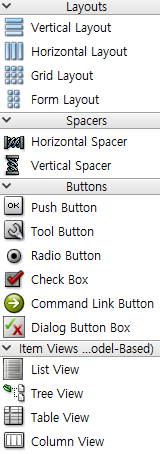 Layouts
Vertical Layout
Horizontal Layout
Grid Layout
Form Layout
Spacers
Horizontal Spacer
Vertical Spacer
Buttons
OK Push Button
Tool Button
Radio Button
Check Box
Command Link Button
Dialog Button Box
Item Views ...odel-Based)
List View
Tree View
Table View
Column View